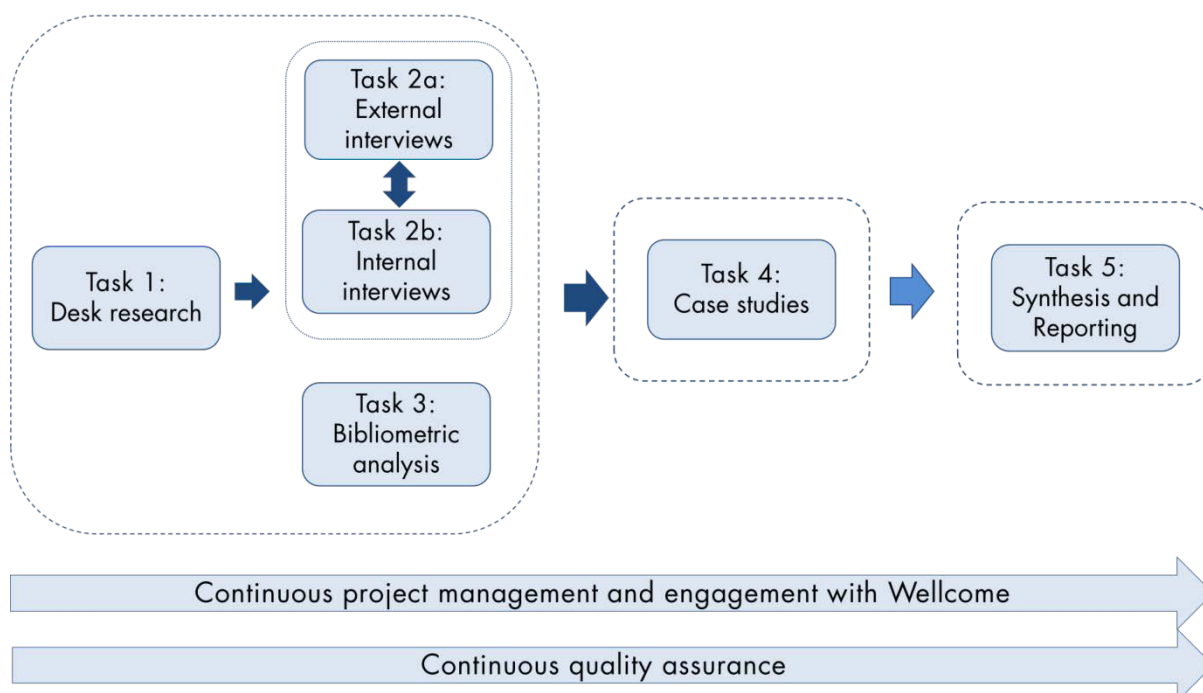 Task 1:
Desk research
Task 2a:
External
interviews
Task 2b:
Internal
interviews
Task 3:
Bibliometric
analysis
Task 4:
Case studies
Task 5:
Synthesis and
Reporting
Continuous project management and engagement with Wellcome
Continuous quality assurance